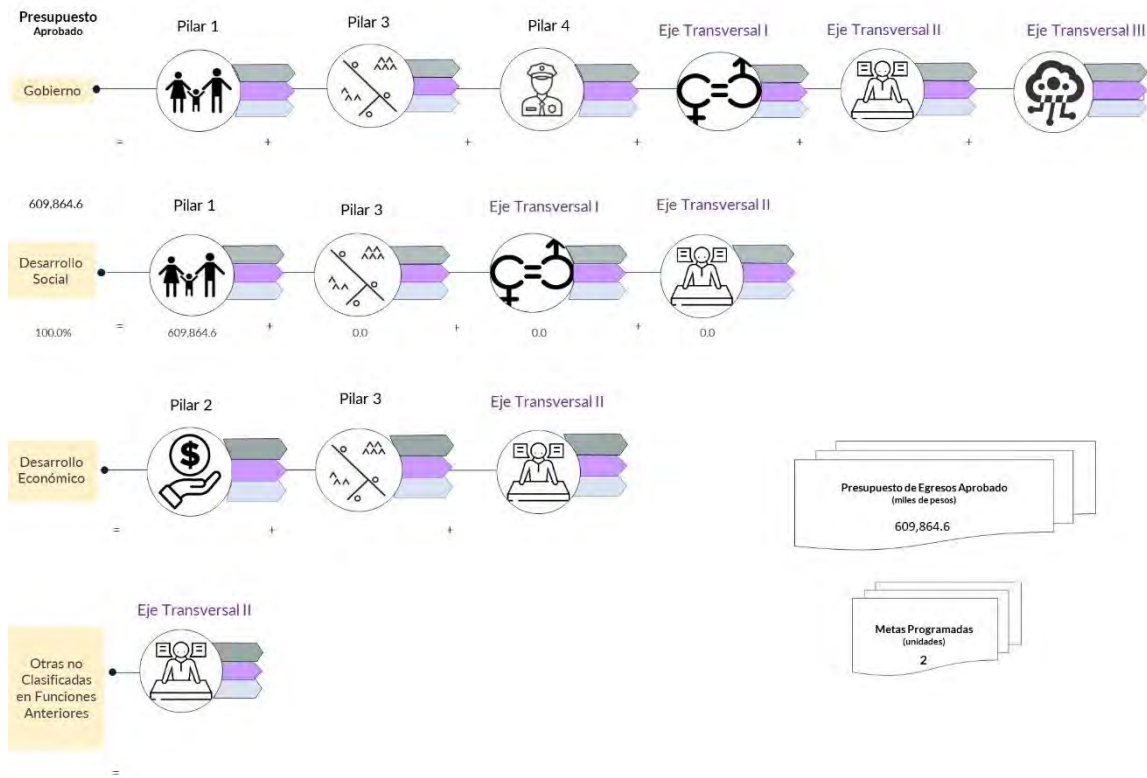 Presupuesto
Aprobado
Pilar 1
Pilar 3
Pilar 4
Eje Transversal I
Eje Transversal II
Eje Transversal III
Gobierno
= + + + + +
609,864.6
Pilar 1
Pilar 3
Eje Transversal I
Eje Transversal II
Desarrollo
Social
100.0% = 609,864.6 + 0.0 + 0.0 + 0.0
Pilar 2
Pilar 3
Eje Transversal II
Desarrollo
Económico
= + +
Presupuesto de Egresos Aprobado
(miles de pesos)
609,864.6
Eje Transversal II
Otras no
Clasificadas
en Funciones
Anteriores
=
Metas Programadas
(unidades)
2